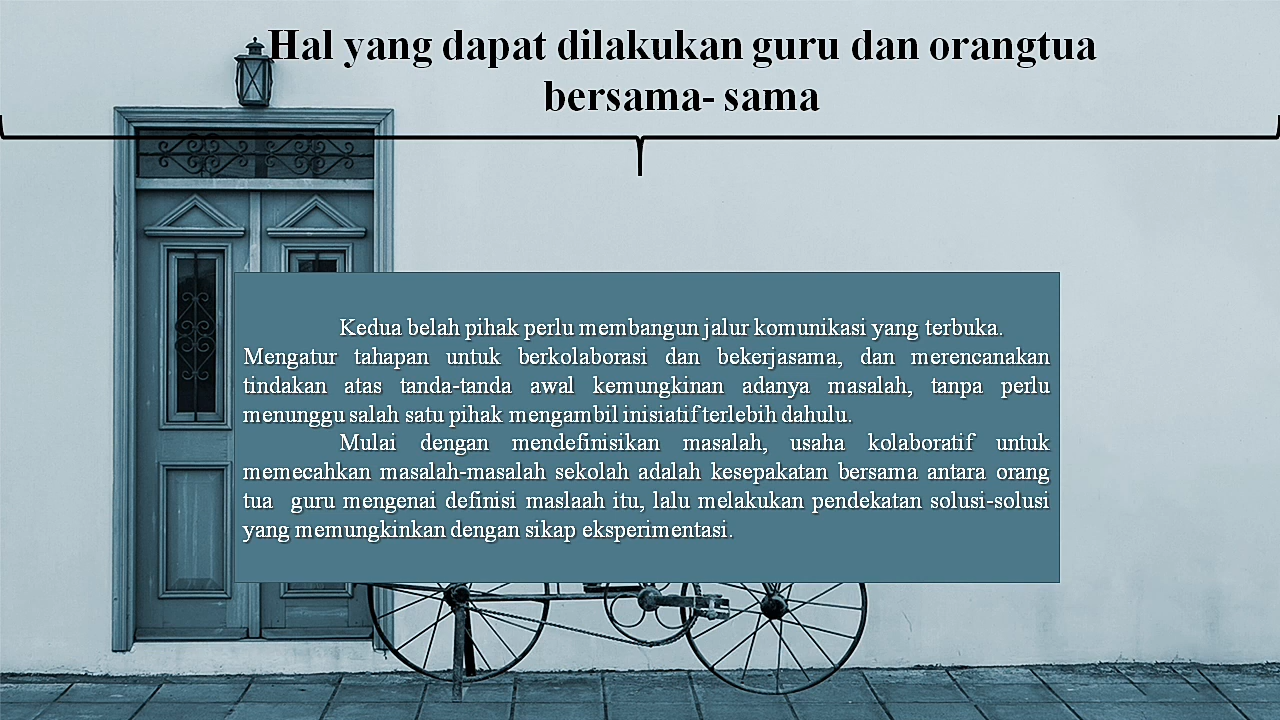 Hal yang dapat dilakukan guru dan orangtua
bersama- sama
Kedua belah pihak perlu membangun jalur komunikasi yang terbuka.
Mengatur tahapan untuk berkolaborasi dan bekerjasama, dan merencanakan
tindakan atas tanda-tanda awal kemungkinan adanya masalah, tanpa perlu
menunggu salah satu pihak mengambil inisiatif terlebih dahulu.
Mulai dengan mendefinisikan masalah, usaha kolaboratif untuk
memecahkan masalah-masalah sekolah adalah kesepakatan bersama antara orang
tua guru mengenai definisi maslaah itu, lalu melakukan pendekatan solusi-solusi
yang memungkinkan dengan sikap eksperimentasi.